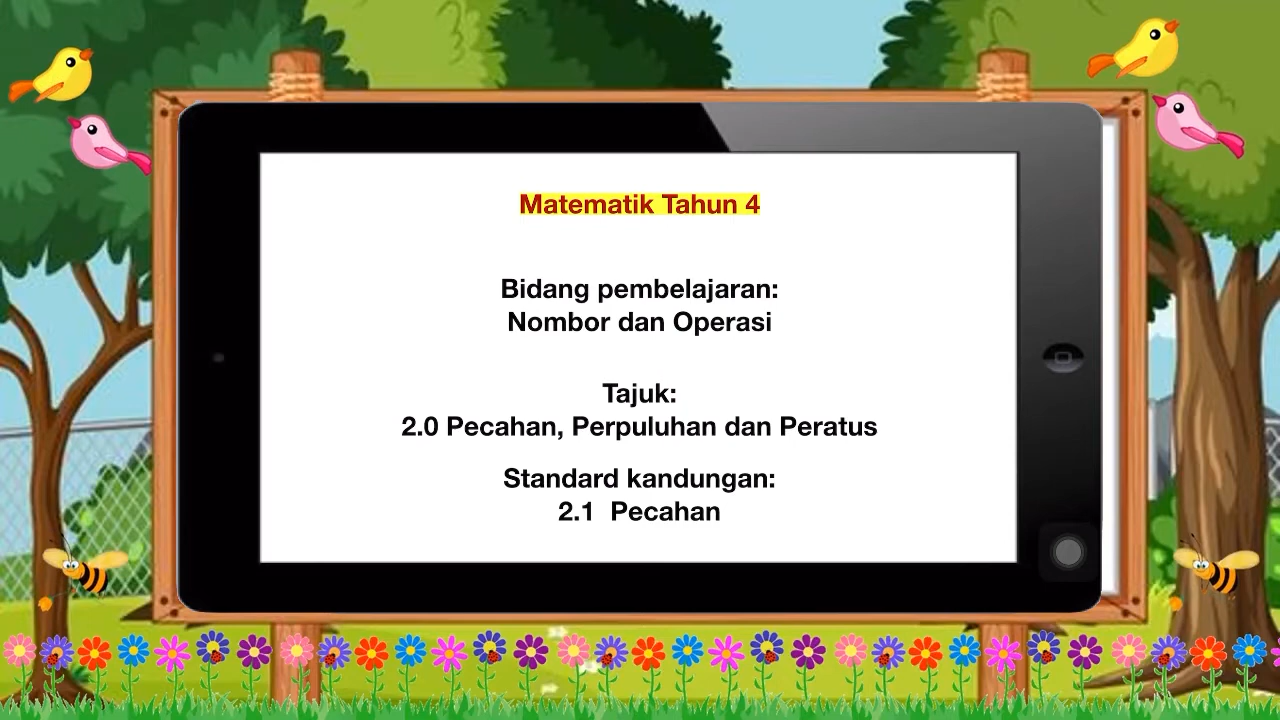 Matematik Tahun 4
Bidang pembelajaran:
Nombor dan Operasi
Tajuk:
2.0 Pecahan, Perpuluhan dan Peratus
Standard kandungan:
2.1 Pecahan